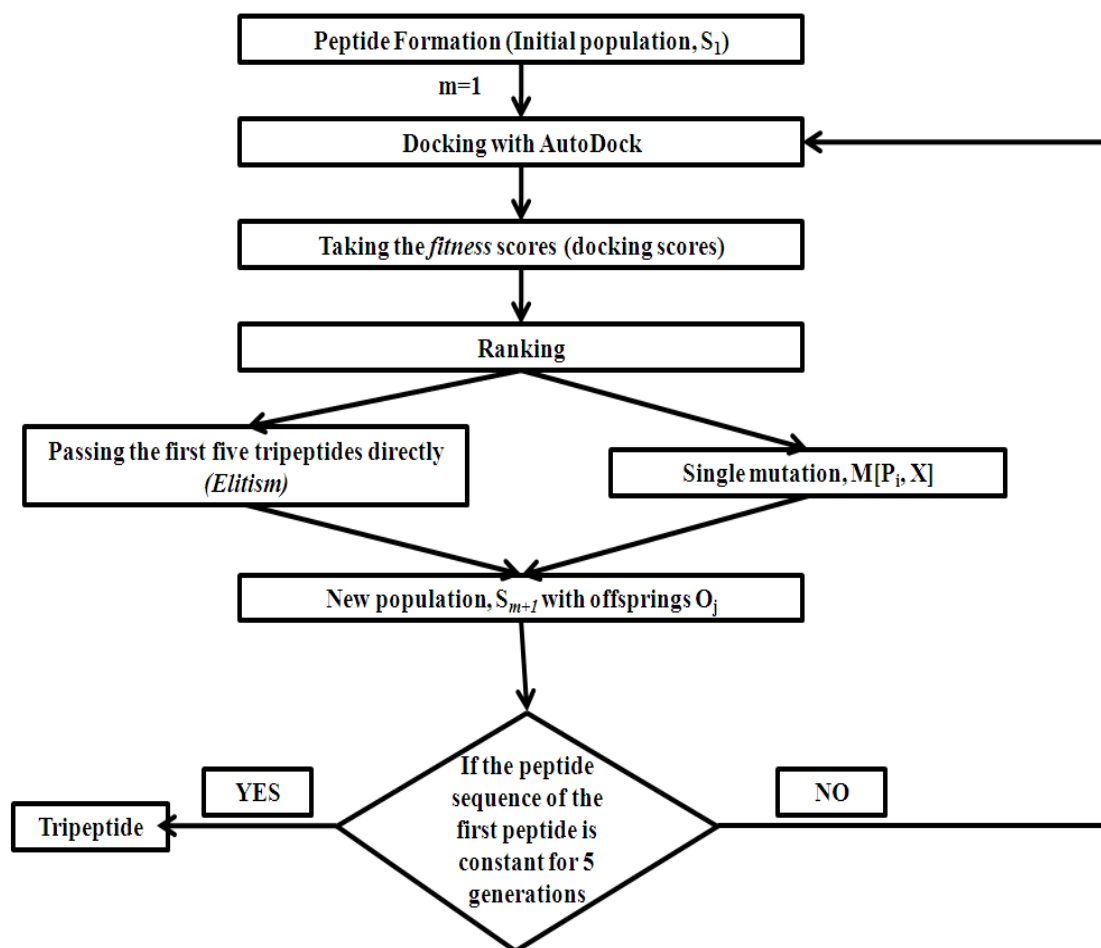 Peptide Formation (Initial population, S₁)
m=1
Docking with AutoDock
Taking the fitness scores (docking scores)
Ranking
Passing the first five tripeptides directly
(Elitism)
Single mutation, M[Pᵢ, X]
New population, Sₘ₊₁ with offsprings Oⱼ
If the peptide
sequence of the
first peptide is
constant for 5
generations
YES
NO
Tripeptide